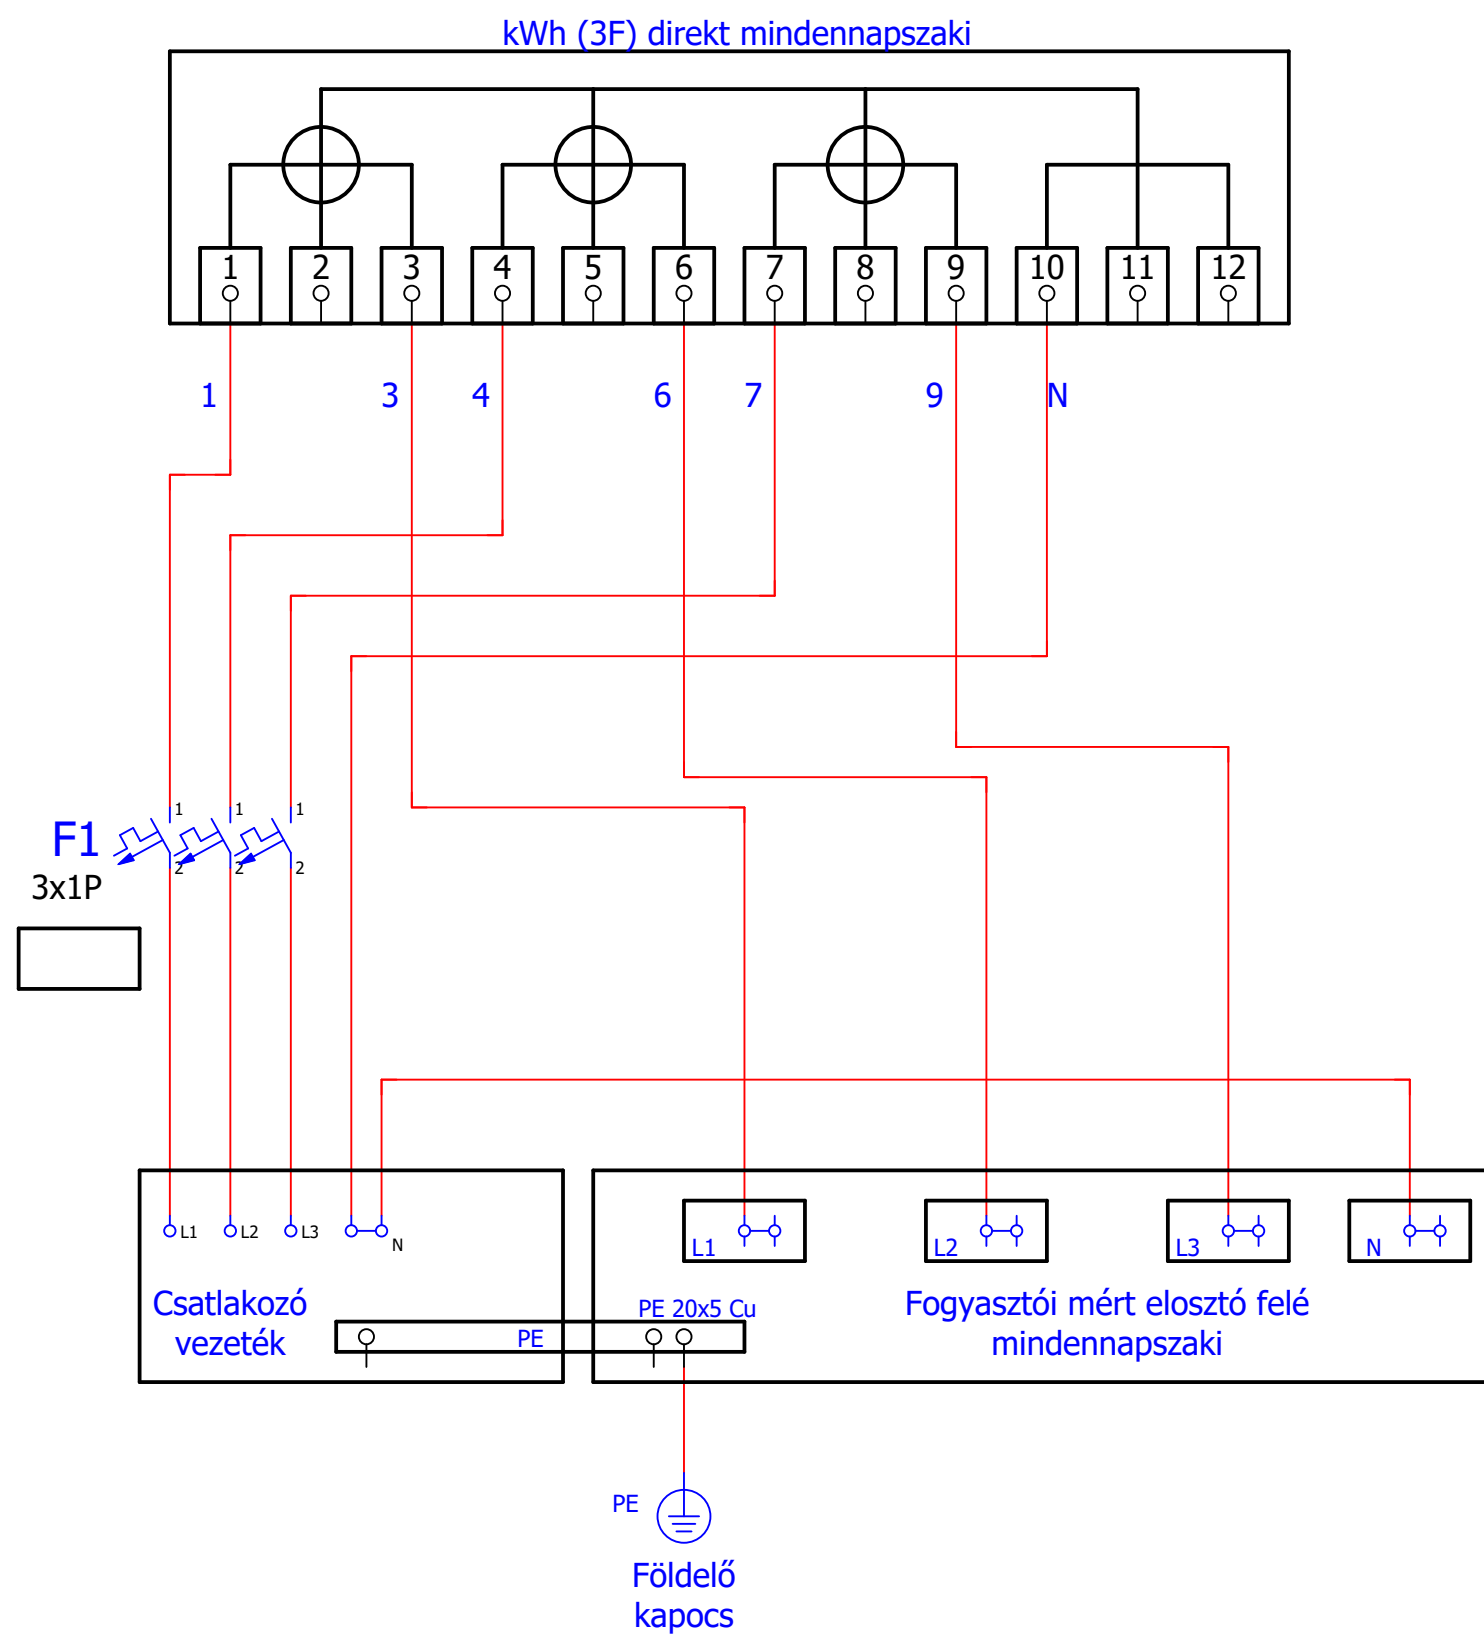 kWh (3F) direkt mindennapszaki
1 2 3 4 5 6 7 8 9 10 11 12
1 3 4 6 7 9 N
1 1 1
F1
2 2 2
3x1P
L1 L2 L3 N
L1 L2 L3 N
Csatlakozó
vezeték
PE
PE 20x5 Cu
Fogyasztói mért elosztó felé
mindennapszaki
PE
Földelő
kapocs